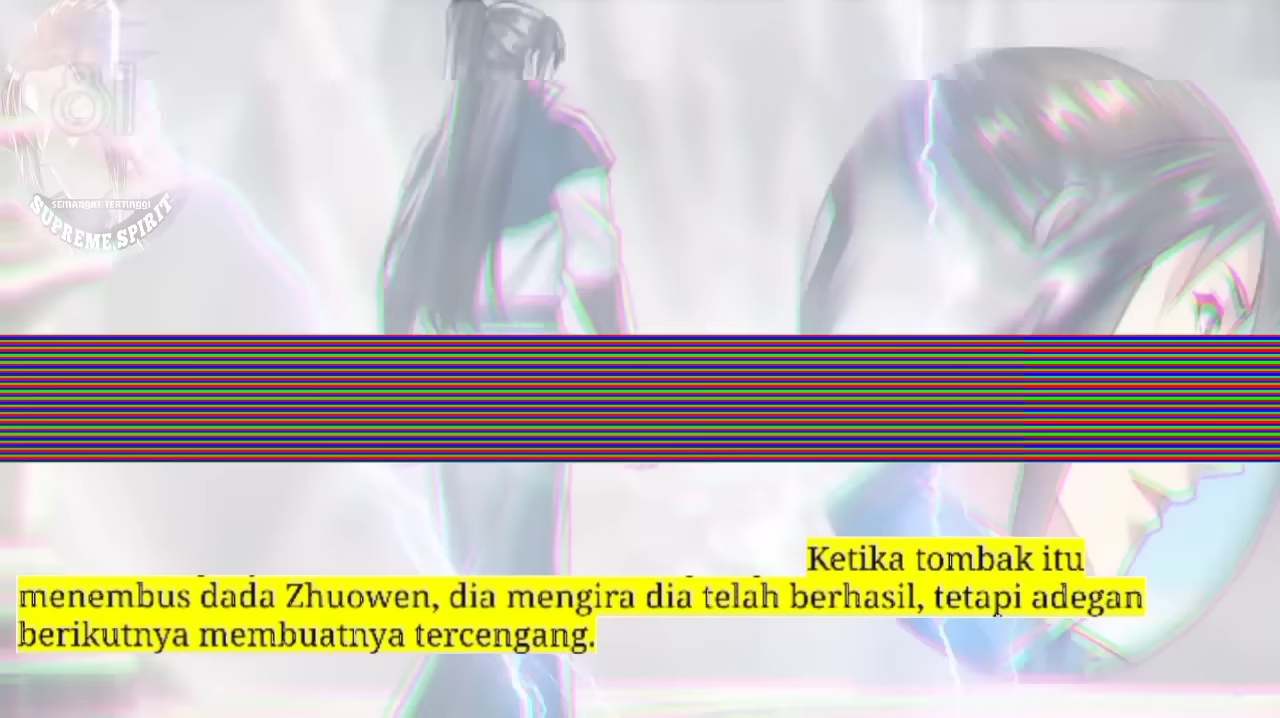 SEMANGAT TERTINGGI
SUPREME SPIRIT
Ketika tombak itu
menembus dada Zhuowen, dia mengira dia telah berhasil, tetapi adegan
berikutnya membuatnya tercengang.